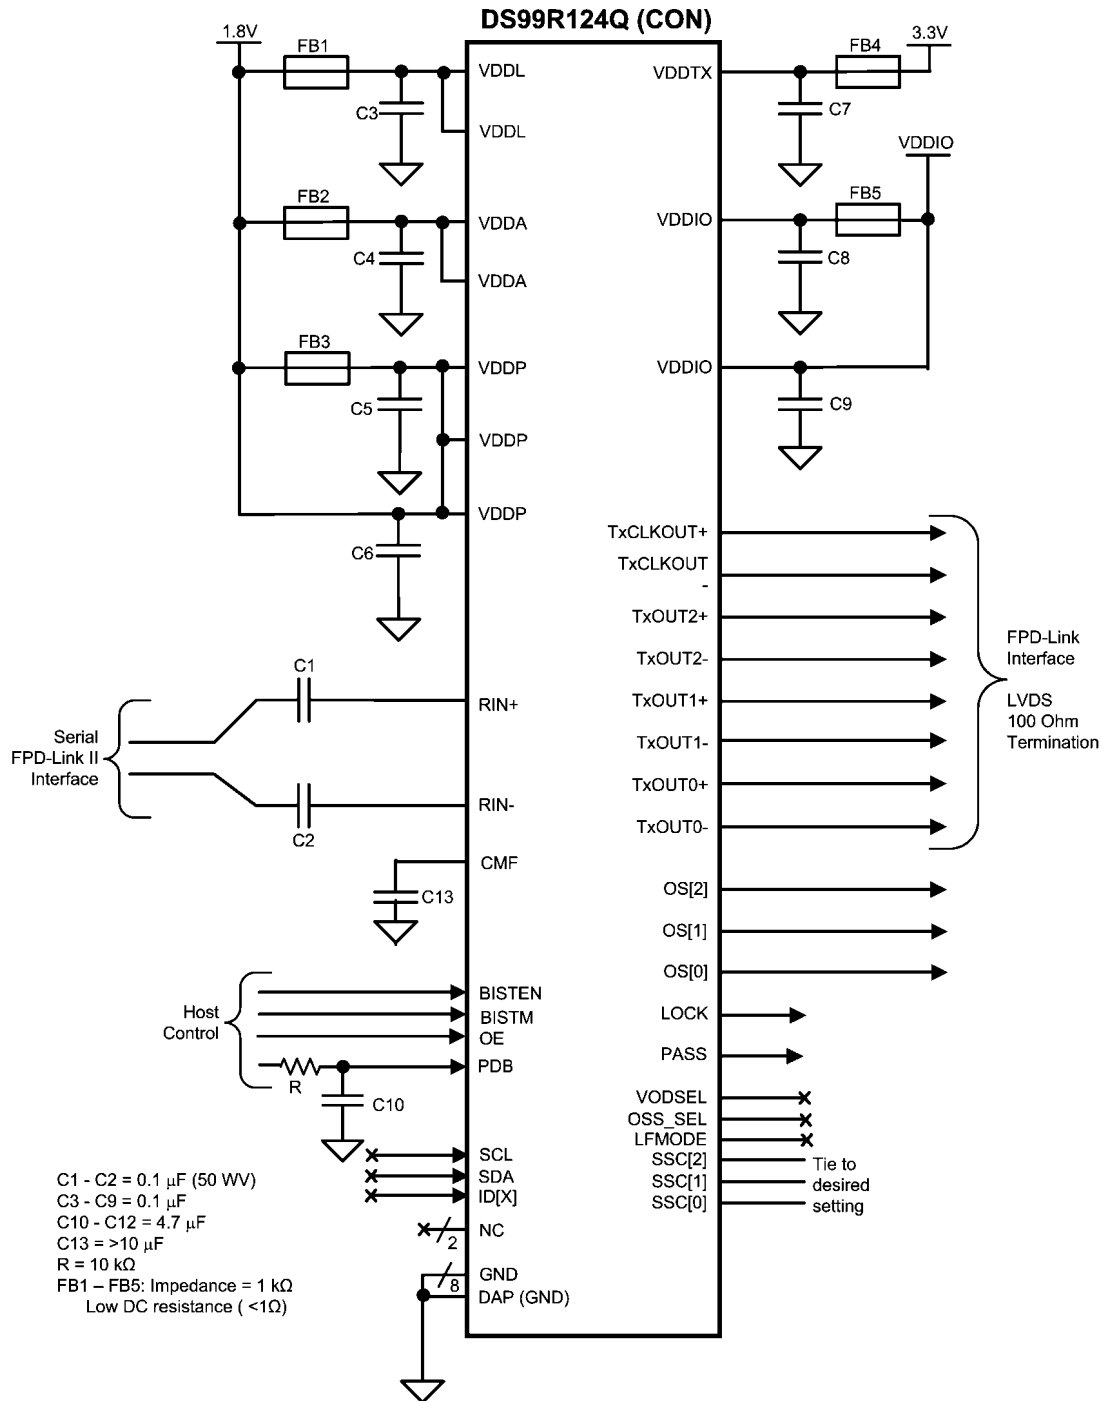 DS99R124Q (CON)
1.8V
FB1
VDDL
C3
VDDL
FB2
VDDA
C4
VDDA
FB3
VDDP
C5
VDDP
VDDP
C6
C1
RIN+
Serial
FPD-Link II
Interface
RIN-
C2
CMF
C13
Host
Control
BISTEN
BISTM
OE
PDB
R
C10
SCL
SDA
ID[X]
NC
2
GND
8
DAP (GND)
C1 - C2 = 0.1 μF (50 WV)
C3 - C9 = 0.1 μF
C10 - C12 = 4.7 μF
C13 = >10 μF
R = 10 kΩ
FB1 – FB5: Impedance = 1 kΩ
Low DC resistance ( <1Ω)
3.3V
FB4
VDDTX
C7
VDDIO
FB5
VDDIO
C8
VDDIO
C9
TxCLKOUT+
TxCLKOUT
-
TxOUT2+
TxOUT2-
TxOUT1+
TxOUT1-
TxOUT0+
TxOUT0-
FPD-Link
Interface
LVDS
100 Ohm
Termination
OS[2]
OS[1]
OS[0]
LOCK
PASS
VODSEL
OSS_SEL
LFMODE
SSC[2]
SSC[1]
SSC[0]
Tie to
desired
setting